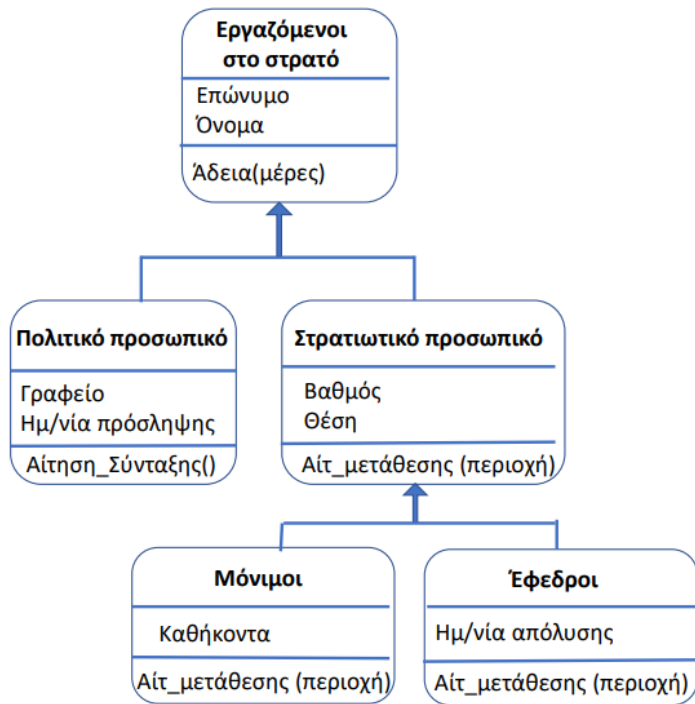 Εργαζόμενοι
στο στρατό
Επώνυμο
Όνομα
Άδεια(μέρες)
Πολιτικό προσωπικό
Γραφείο
Ημ/νία πρόσληψης
Αίτηση_Σύνταξης()
Στρατιωτικό προσωπικό
Βαθμός
Θέση
Αίτ_μετάθεσης (περιοχή)
Μόνιμοι
Καθήκοντα
Αίτ_μετάθεσης (περιοχή)
Έφεδροι
Ημ/νία απόλυσης
Αίτ_μετάθεσης (περιοχή)